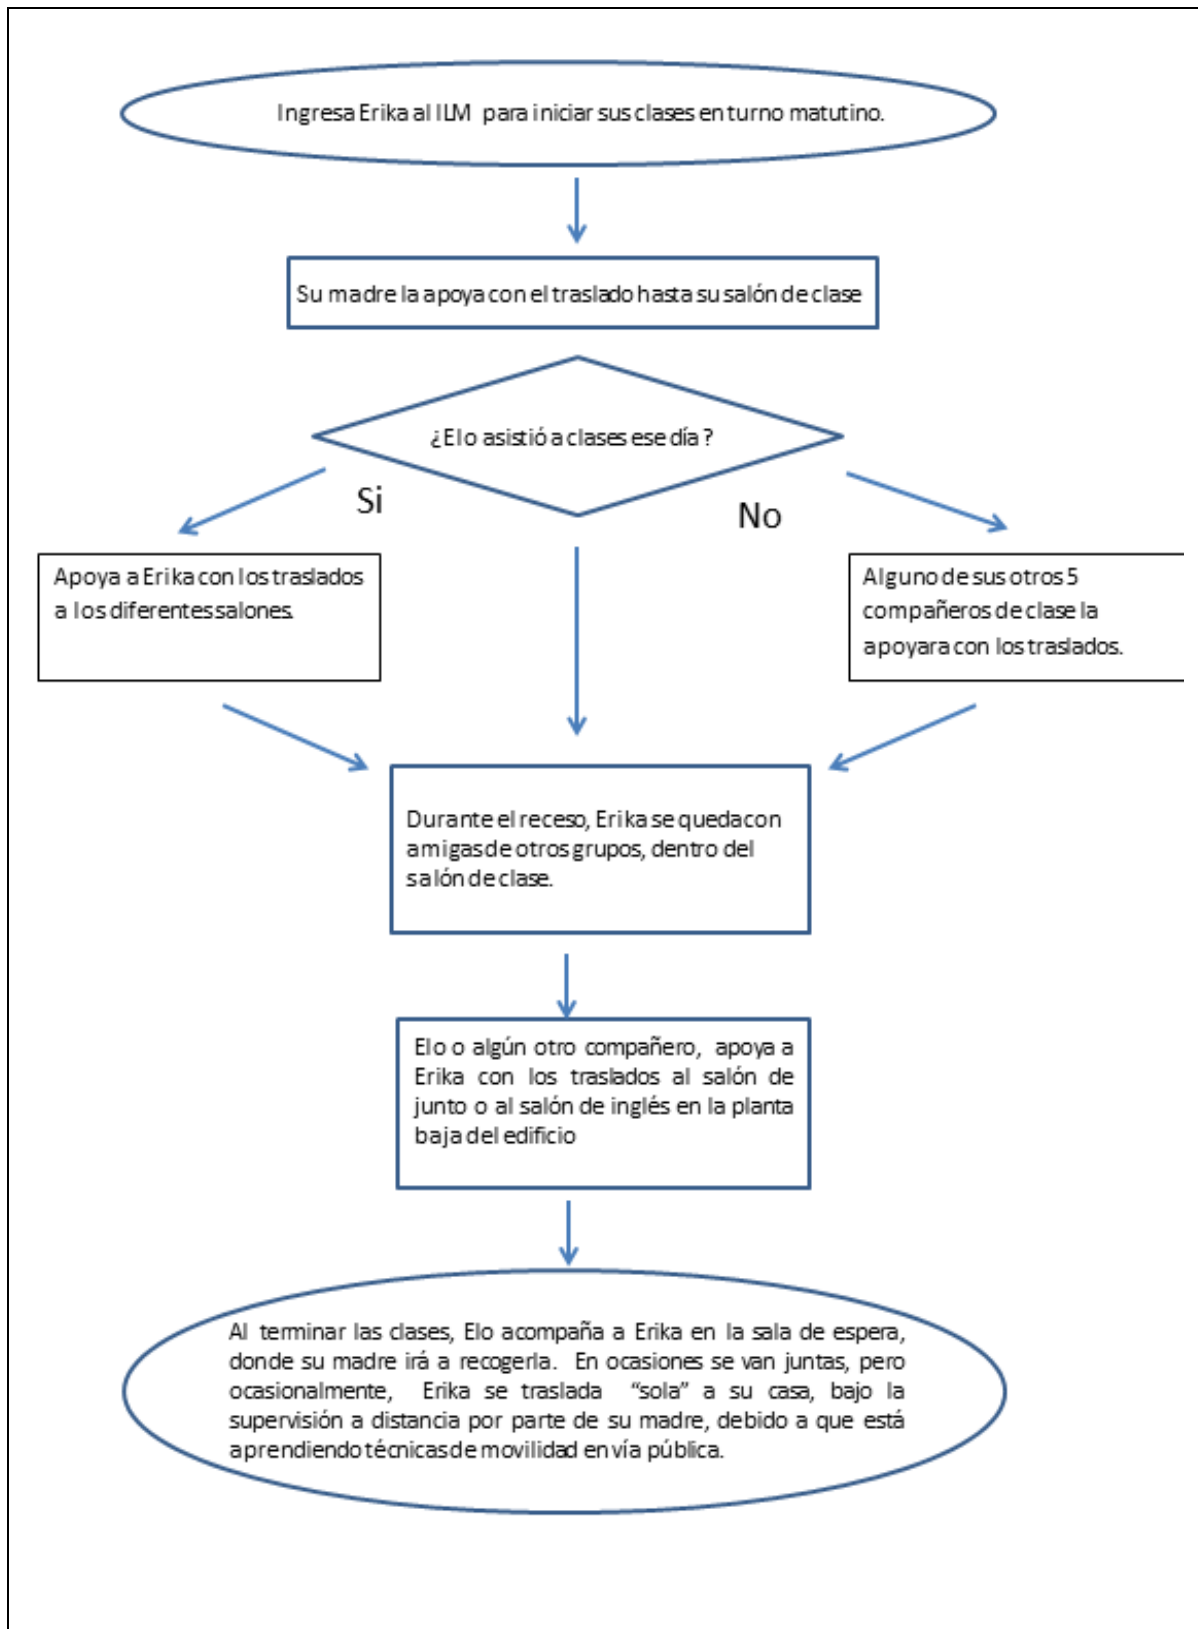 Ingresa Erika al ILM para iniciar sus clases en turno matutino.
Su madre la apoya con el traslado hasta su salón de clase
¿Elo asistió a clases ese día ?
Si
No
Apoya a Erika con los traslados
a los diferentes salones.
Alguno de sus otros 5
compañeros de clase la
apoyara con los traslados.
Durante el receso, Erika se queda con
amigas de otros grupos, dentro del
salón de clase.
Elo o algún otro compañero, apoya a
Erika con los traslados al salón de
junto o al salón de inglés en la planta
baja del edificio
Al terminar las clases, Elo acompaña a Erika en la sala de espera,
donde su madre irá a recogerla. En ocasiones se van juntas, pero
ocasionalmente, Erika se traslada “sola” a su casa, bajo la
supervisión a distancia por parte de su madre, debido a que está
aprendiendo técnicas de movilidad en vía pública.